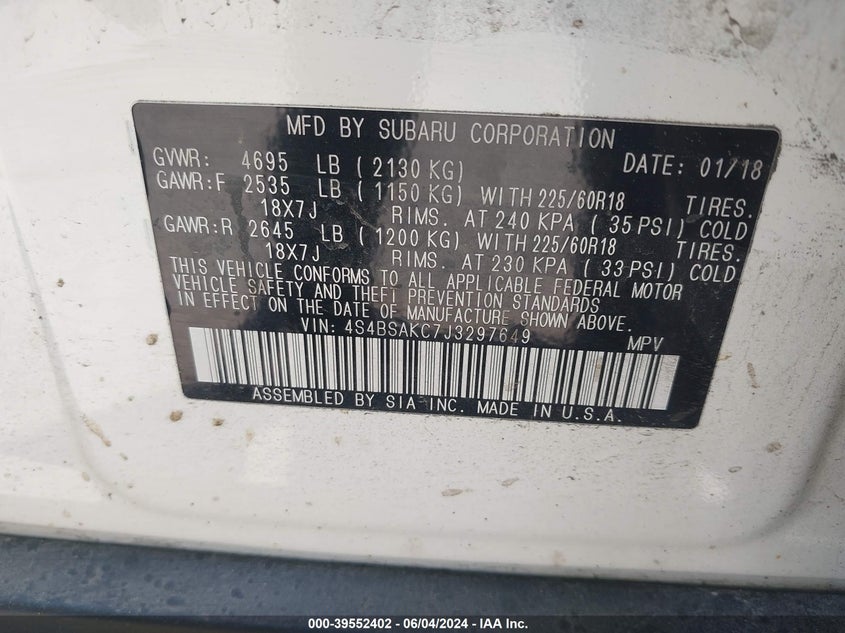 MFD BY SUBARU CORPORATION
GVWR: 4695 LB (2130 KG) DATE: 01/18
GAWR:F 2535 LB (1150 KG) WITH 225/60R18 TIRES.
18X7J RIMS. AT 240 KPA (35 PSI) COLD
GAWR:R 2645 LB (1200 KG) WITH 225/60R18 TIRES.
18X7J RIMS. AT 230 KPA (33 PSI) COLD
THIS VEHICLE CONFORMS TO ALL APPLICABLE FEDERAL MOTOR
VEHICLE SAFETY AND THEFT PREVENTION STANDARDS
IN EFFECT ON THE DATE OF MANUFACTURE SHOWN ABOVE.
VIN: 4S4BSAKC7J3297649 MPV
ASSEMBLED BY SIA INC. MADE IN U.S.A.
000-39552402 - 06/04/2024 - IAA Inc.